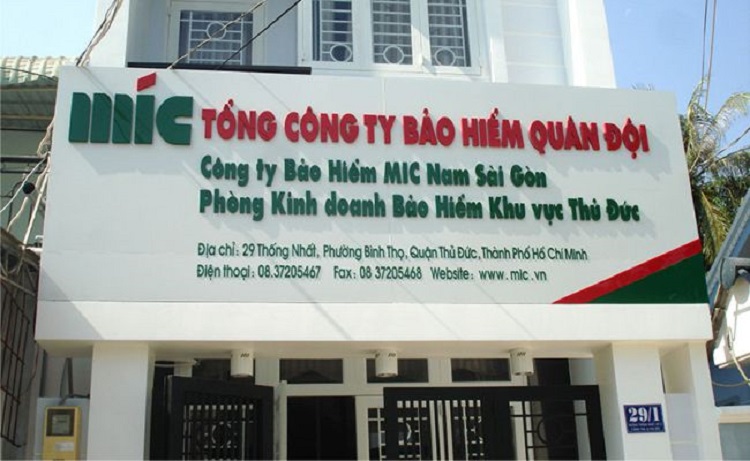 MIC TỔNG CÔNG TY BẢO HIỂM QUÂN ĐỘI
Công ty Bảo Hiểm MIC Nam Sài Gòn
Phòng Kinh doanh Bảo Hiểm Khu vực Thủ Đức
Địa chỉ: 29 Thống Nhất, Phường Bình Thọ, Quận Thủ Đức, Thành Phố Hồ Chí Minh
Điện thoại: 08.37205467 Fax: 08 37205468 Website: www.mic.vn
29/1